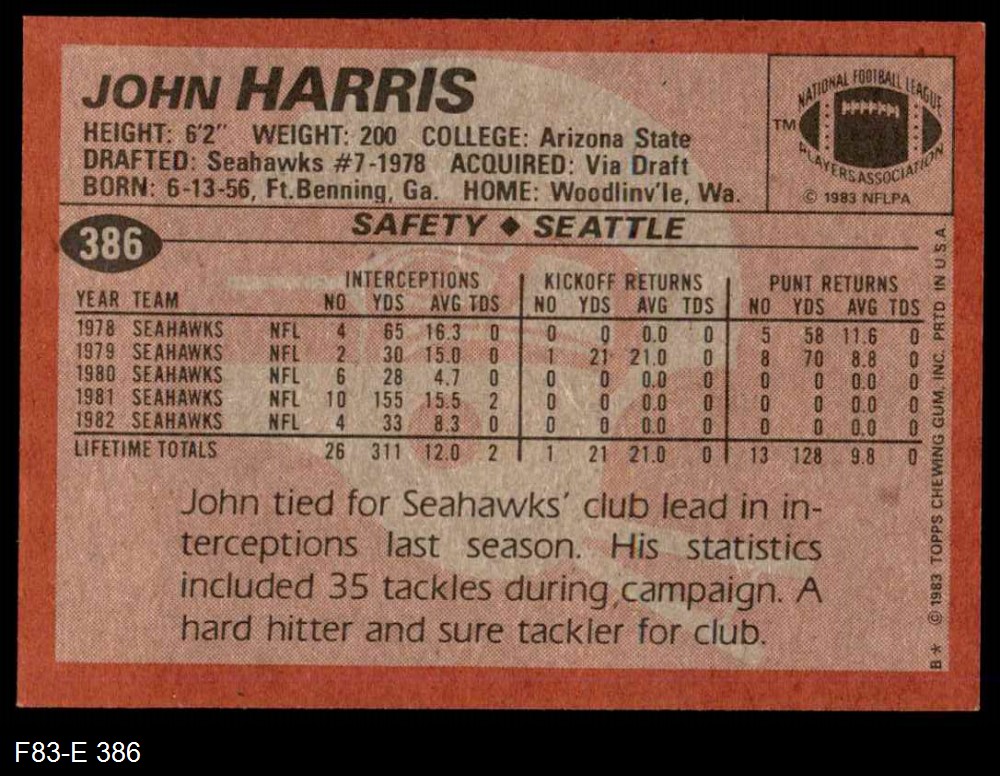 JOHN HARRIS
HEIGHT: 6'2" WEIGHT: 200 COLLEGE: Arizona State
DRAFTED: Seahawks #7-1978 ACQUIRED: Via Draft
BORN: 6-13-56, Ft.Benning, Ga. HOME: Woodlinv'le, Wa.
NATIONAL FOOTBALL LEAGUE
TM
PLAYERS ASSOCIATION
© 1983 NFLPA
386
SAFETY ◆ SEATTLE
INTERCEPTIONS KICKOFF RETURNS PUNT RETURNS
YEAR TEAM NO YDS AVG TDS NO YDS AVG TDS NO YDS AVG TDS
1978 SEAHAWKS NFL 4 65 16.3 0 0 0 0.0 0 5 58 11.6 0
1979 SEAHAWKS NFL 2 30 15.0 0 1 21 21.0 0 8 70 8.8 0
1980 SEAHAWKS NFL 6 28 4.7 0 0 0 0.0 0 0 0 0.0 0
1981 SEAHAWKS NFL 10 155 15.5 2 0 0 0.0 0 0 0 0.0 0
1982 SEAHAWKS NFL 4 33 8.3 0 0 0 0.0 0 0 0 0.0 0
LIFETIME TOTALS 26 311 12.0 2 1 21 21.0 0 13 128 9.8 0
John tied for Seahawks' club lead in in-
terceptions last season. His statistics
included 35 tackles during campaign. A
hard hitter and sure tackler for club.
B* © 1983 TOPPS CHEWING GUM, INC. PRTD IN U.S.A.
F83-E 386